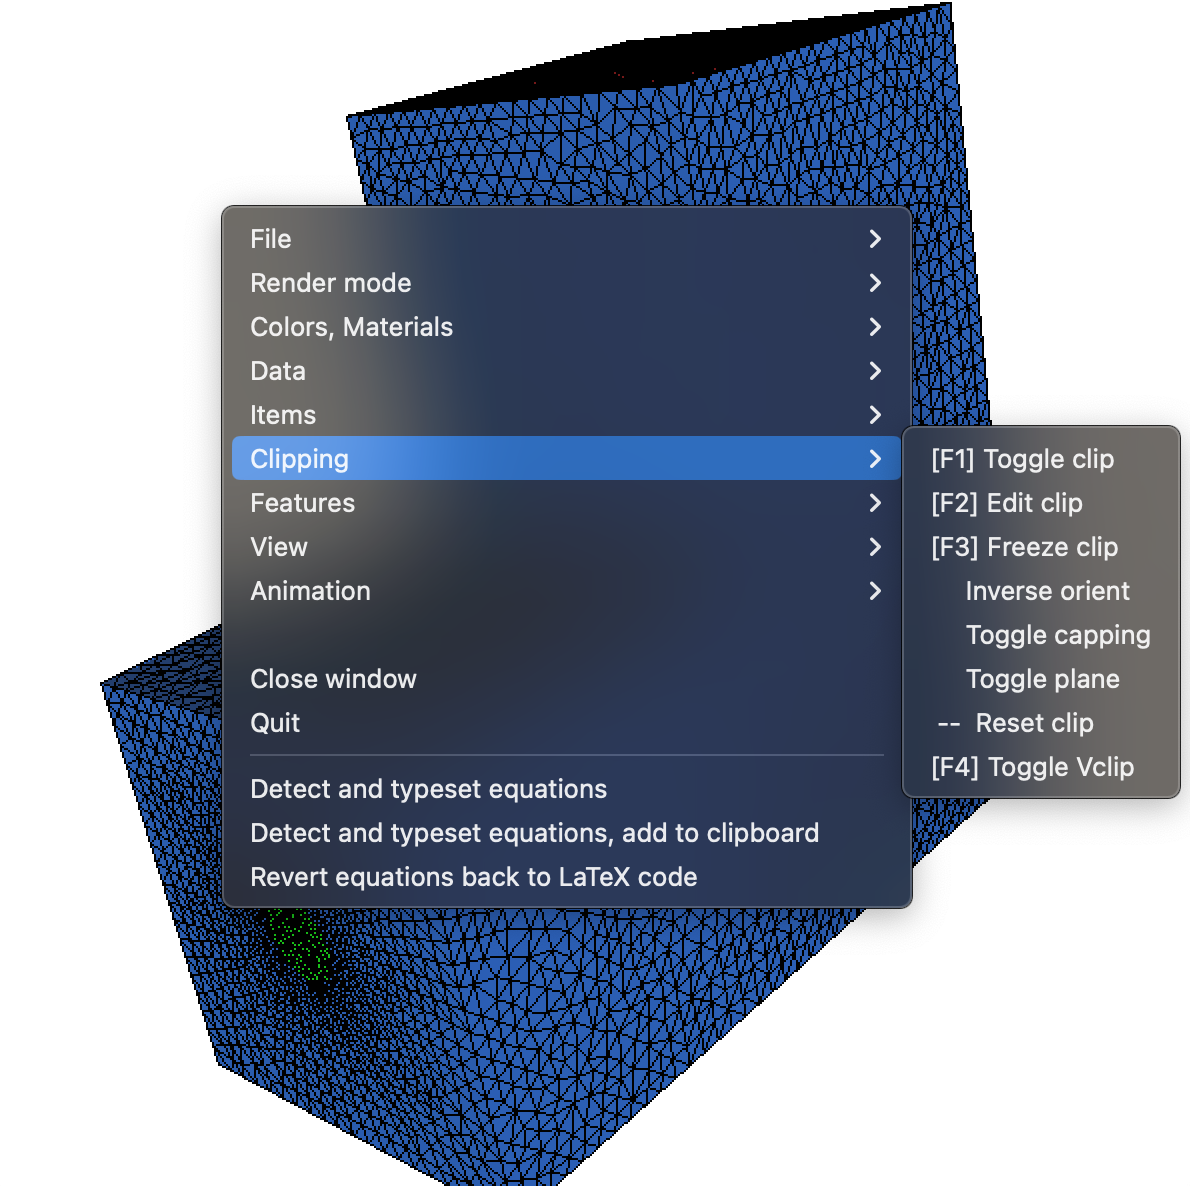 File
Render mode
Colors, Materials
Data
Items
Clipping
Features
View
Animation
Close window
Quit
Detect and typeset equations
Detect and typeset equations, add to clipboard
Revert equations back to LaTeX code
[F1] Toggle clip
[F2] Edit clip
[F3] Freeze clip
Inverse orient
Toggle capping
Toggle plane
-- Reset clip
[F4] Toggle Vclip